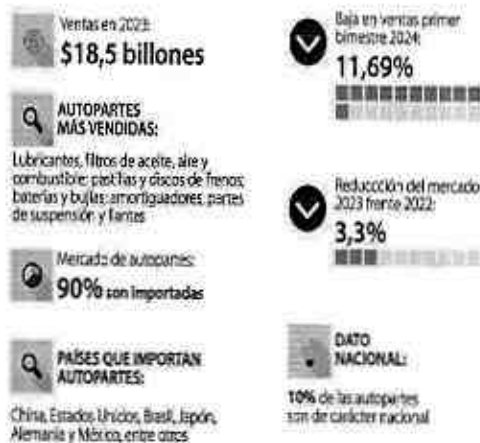 Ventas en 2023:
$18,5 billones
AUTOPARTES
MÁS VENDIDAS:
Lubricantes, filtros de aceite, aire y
combustible; pastillas y discos de frenos;
baterías y bujías; amortiguadores, partes
de suspensión y llantas
Mercado de autopartes:
90% son importadas
PAÍSES QUE IMPORTAN
AUTOPARTES:
China, Estados Unidos, Brasil, Japón,
Alemania y México, entre otros
Baja en ventas primer
bimestre 2024:
11,69%
Reduccción del mercado
2023 frente 2022:
3,3%
DATO
NACIONAL:
10% de las autopartes
son de carácter nacional